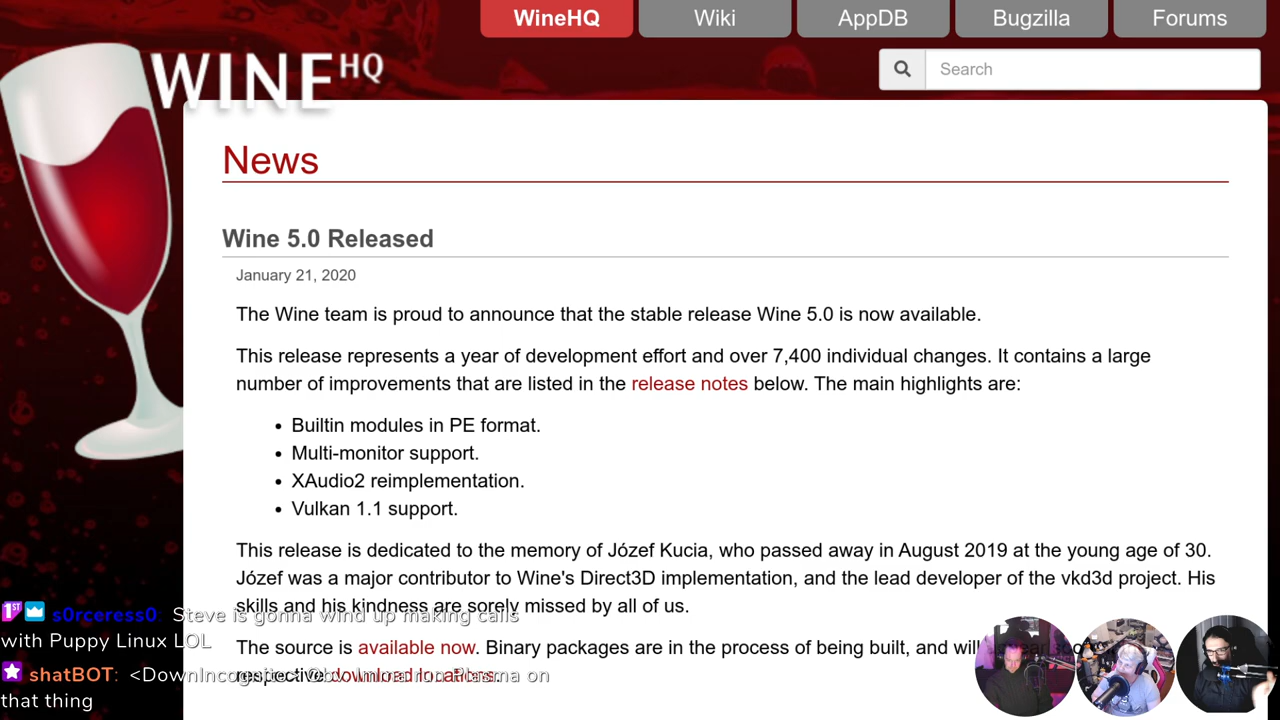 WineHQ
Wiki
AppDB
Bugzilla
Forums
WINE HQ
Search
News
Wine 5.0 Released
January 21, 2020
The Wine team is proud to announce that the stable release Wine 5.0 is now available.
This release represents a year of development effort and over 7,400 individual changes. It contains a large
number of improvements that are listed in the release notes below. The main highlights are:
• Builtin modules in PE format.
• Multi-monitor support.
• XAudio2 reimplementation.
• Vulkan 1.1 support.
This release is dedicated to the memory of Józef Kucia, who passed away in August 2019 at the young age of 30.
Józef was a major contributor to Wine's Direct3D implementation, and the lead developer of the vkd3d project. His
skills and his kindness are sorely missed by all of us.
The source is available now. Binary packages are in the process of being built, and will
respective download locations.
1ST s0rceress0: Steve is gonna wind up making calls
with Puppy Linux LOL
shatBOT: <DownIncognito> Plasma on
that thing